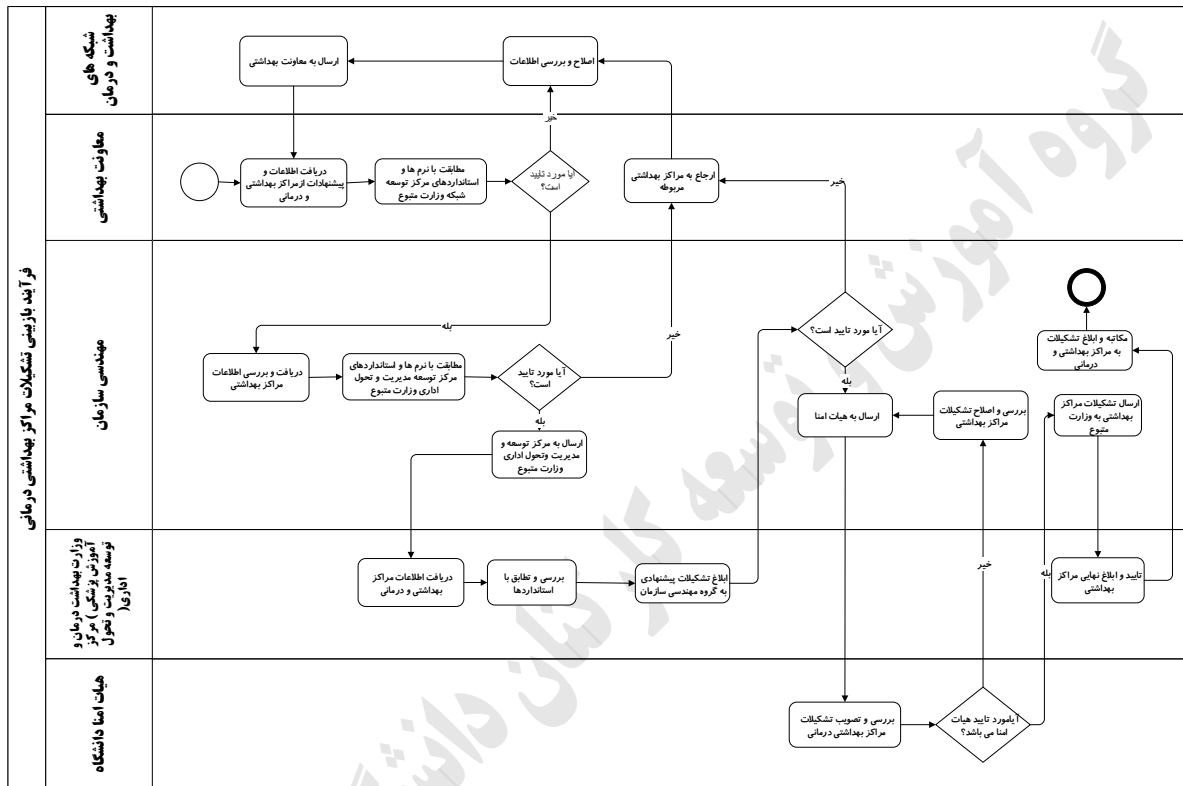 فرآیند بازبینی تشکیلات مراکز بهداشتی درمانی
شبکه های
بهداشت و درمان
ارسال به معاونت بهداشتی
اصلاح و بررسی اطلاعات
خیر
معاونت بهداشتی
دریافت اطلاعات و
پیشنهادات ازمراکز بهداشتی
و درمانی
مطابقت با نرم ها و
استانداردهای مرکز توسعه
شبکه وزارت متبوع
آیا مورد تایید
است؟
ارجاع به مراکز بهداشتی
مربوطه
خیر
مهندسی سازمان
بله
دریافت و بررسی اطلاعات
مراکز بهداشتی
مطابقت با نرم ها و استانداردهای
مرکز توسعه مدیریت و تحول
اداری وزارت متبوع
آیا مورد تایید
است؟
خیر
بله
ارسال به مرکز توسعه و
مدیریت وتحول اداری
وزارت متبوع
آیا مورد تایید است؟
بله
ارسال به هیات امنا
بررسی و اصلاح تشکیلات
مراکز بهداشتی
مکاتبه و ابلاغ تشکیلات
به مراکز بهداشتی و
درمانی
ارسال تشکیلات مراکز
بهداشتی به وزارت
متبوع
وزارت بهداشت درمان و
آموزش پزشکی ) مرکز
توسعه مدیریت و تحول
اداری(
دریافت اطلاعات مراکز
بهداشتی و درمانی
بررسی و تطابق با
استانداردها
ابلاغ تشکیلات پیشنهادی
به گروه مهندسی سازمان
خیر
بله
تایید و ابلاغ نهایی مراکز
بهداشتی
هیات امنا دانشگاه
بررسی و تصویب تشکیلات
مراکز بهداشتی درمانی
آیامورد تایید هیات
امنا می باشد؟
گروه آموزش و توسعه کارکنان